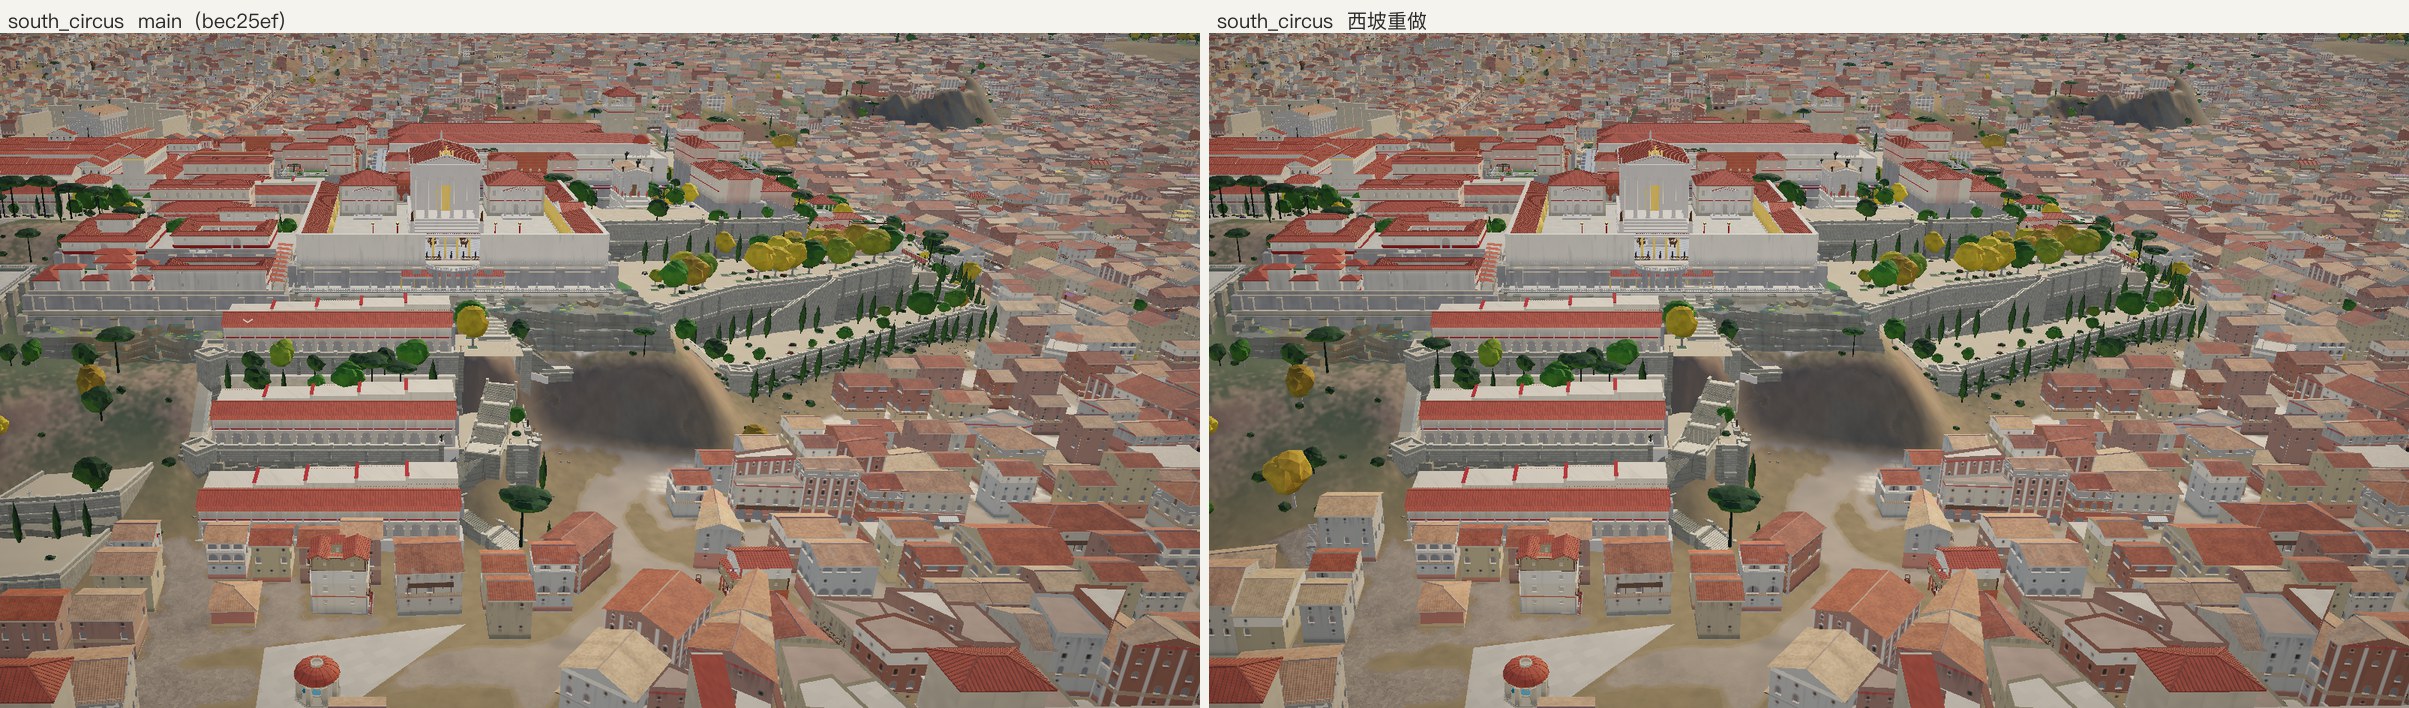 south_circus main (bec25ef)
south_circus 西坡重做